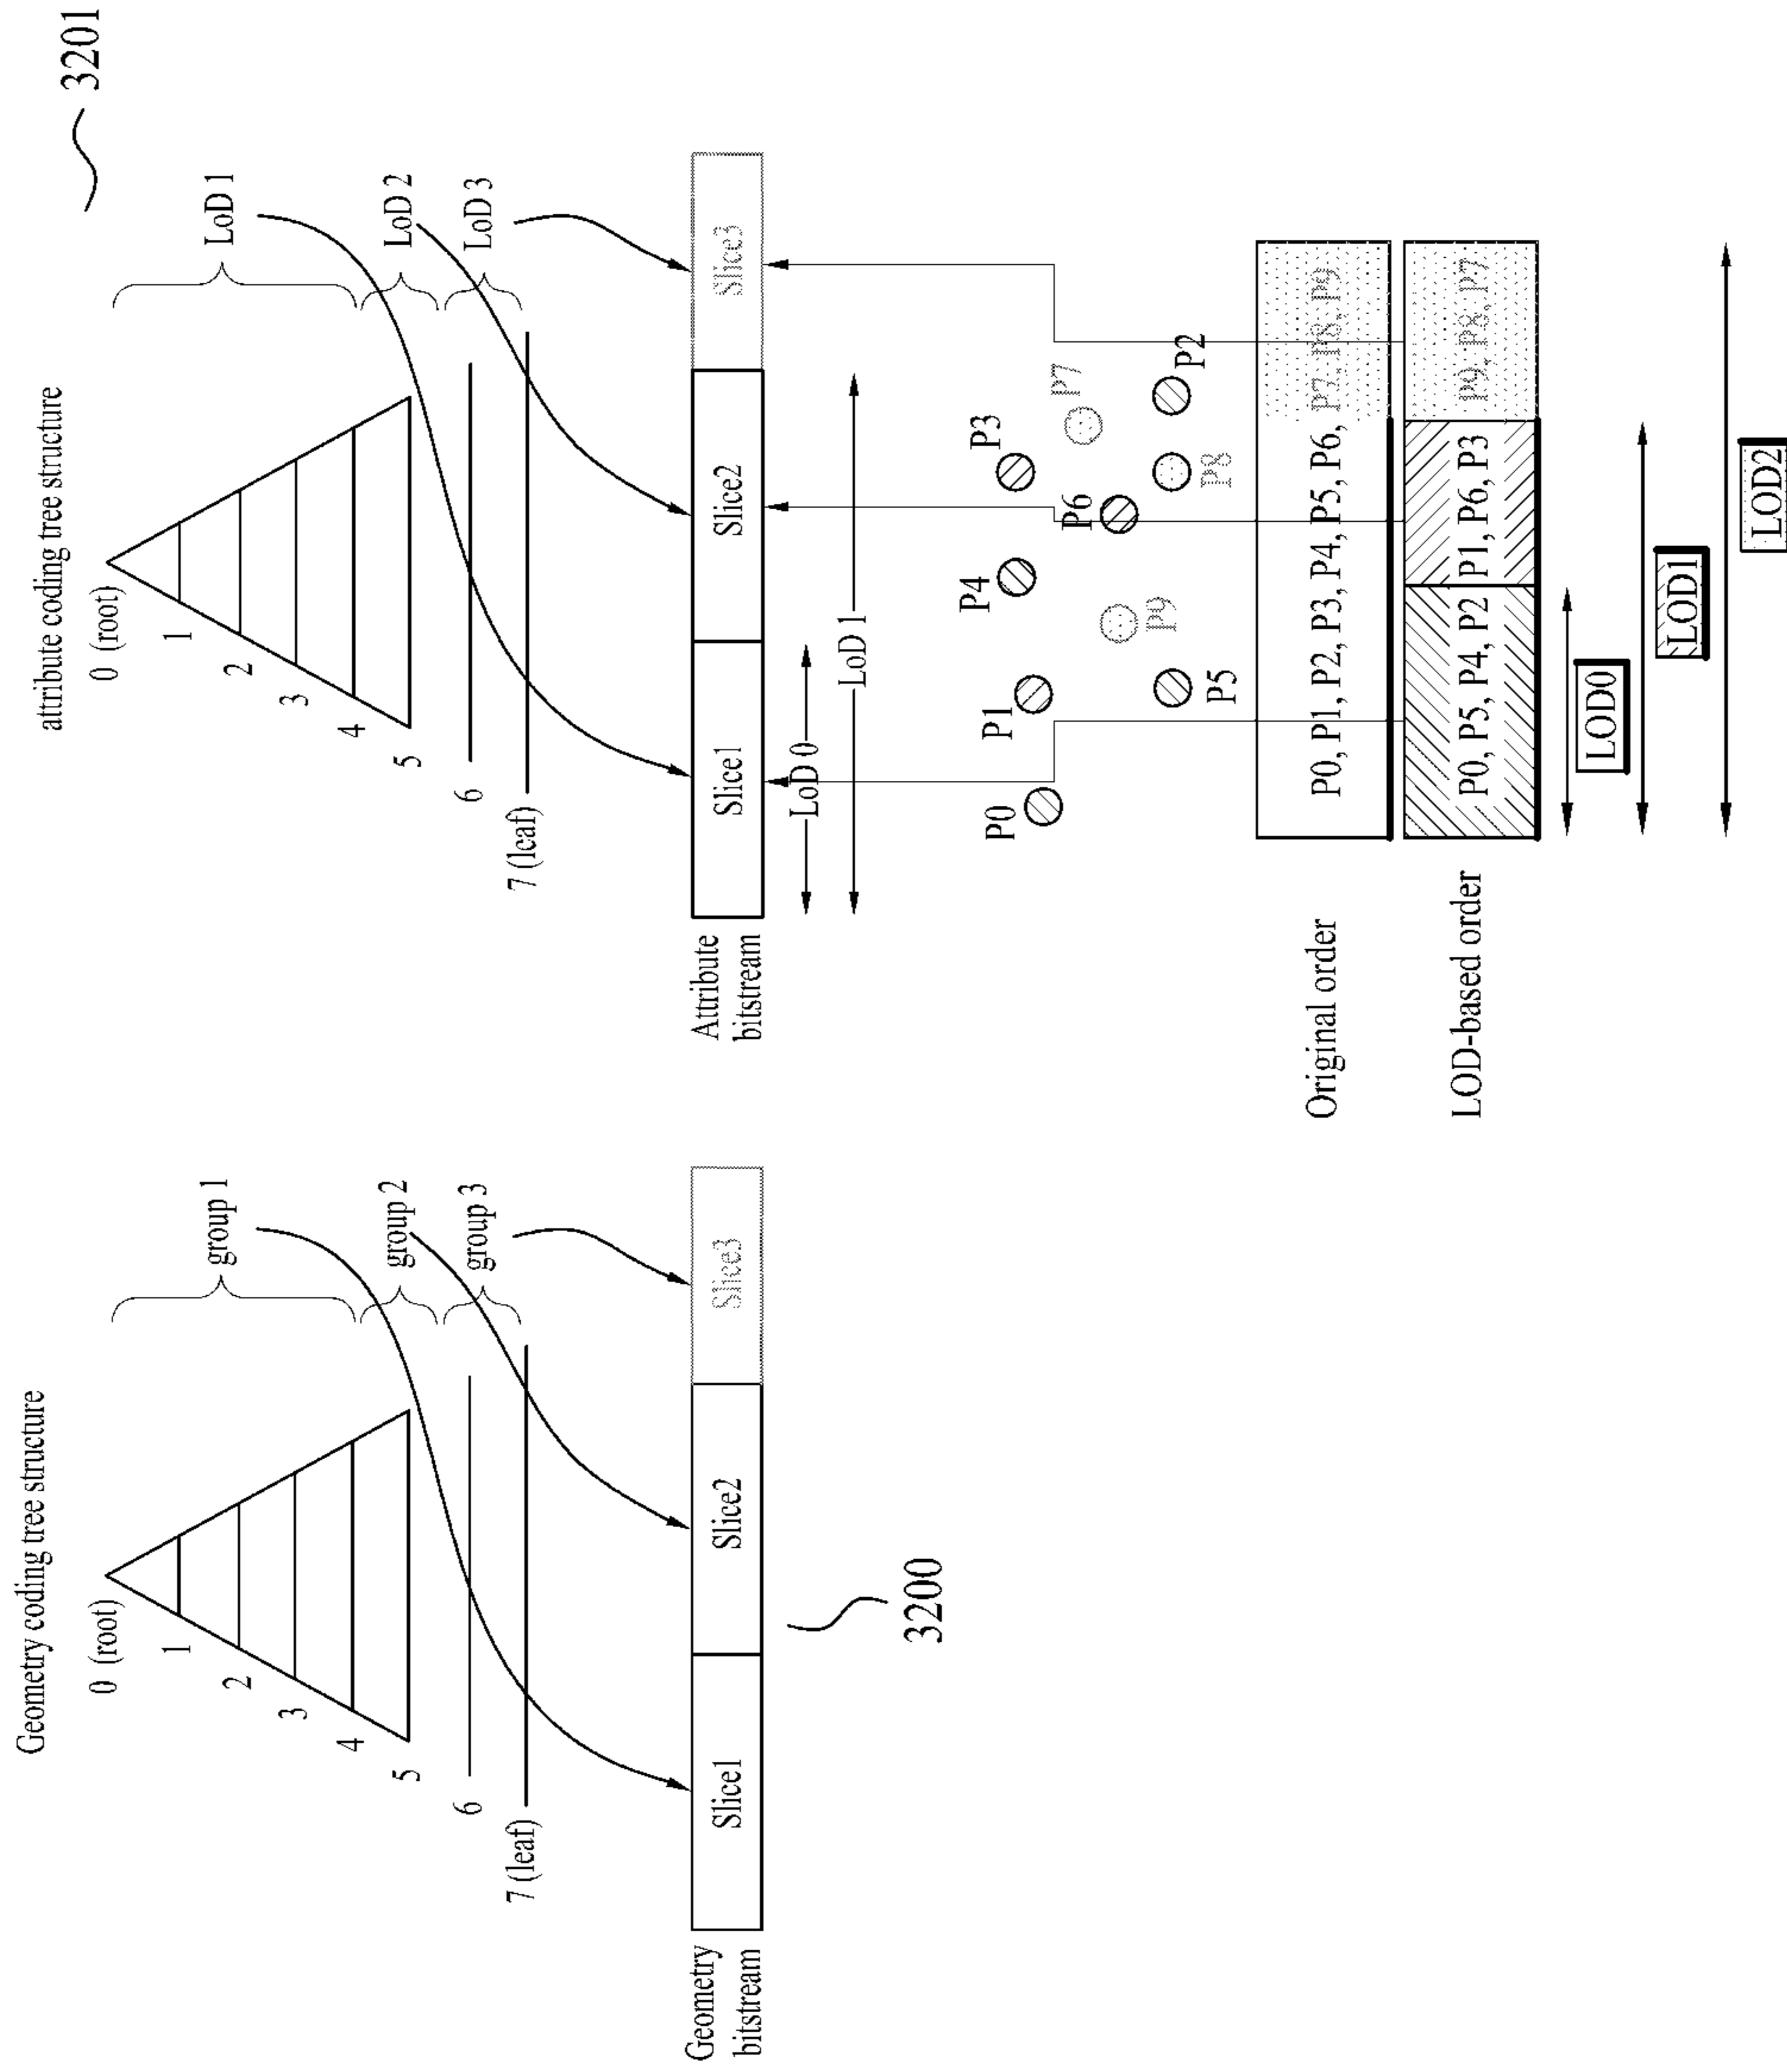 Geometry coding tree structure
0 (root)
1
2
3
4
5
6
7 (leaf)
group 1
group 2
group 3
Geometry
bitstream
Slice1
Slice2
Slice3
3200
attribute coding tree structure
3201
0 (root)
1
2
3
4
5
6
7 (leaf)
LoD 1
LoD 2
LoD 3
Attribute
bitstream
Slice1
Slice2
Slice3
LoD 0
LoD 1
P0
P1
P4
P3
P6
P7
P9
P5
P8
P2
Original order
P0, P1, P2, P3, P4, P5, P6, P7, P8, P9
LOD-based order
P0, P5, P4, P2
P1, P6, P3
P9, P8, P7
LOD0
LOD1
LOD2